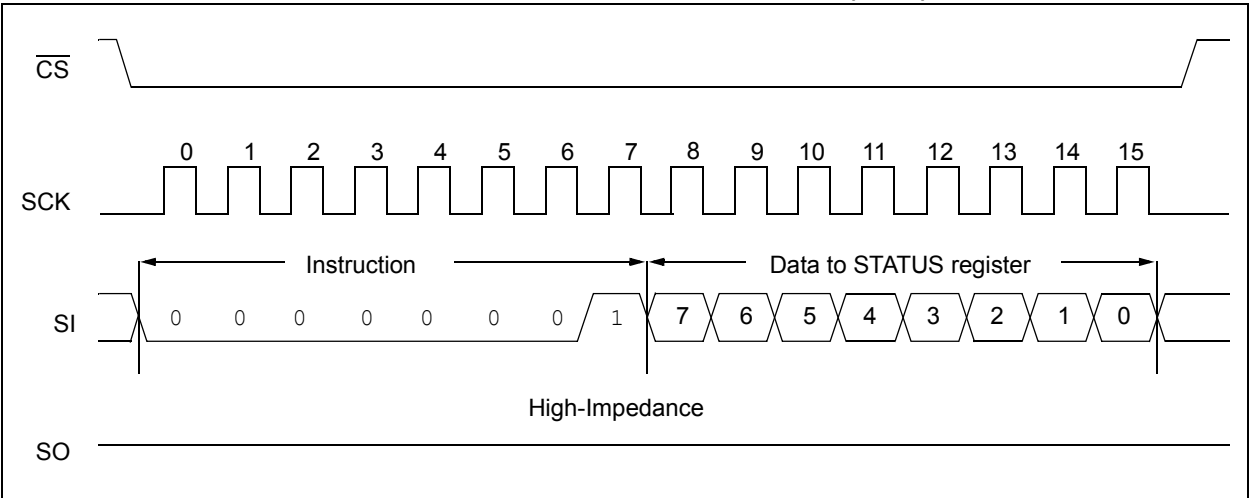 CS
0 1 2 3 4 5 6 7 8 9 10 11 12 13 14 15
SCK
Instruction Data to STATUS register
SI 0 0 0 0 0 0 0 1 7 6 5 4 3 2 1 0
High-Impedance
SO